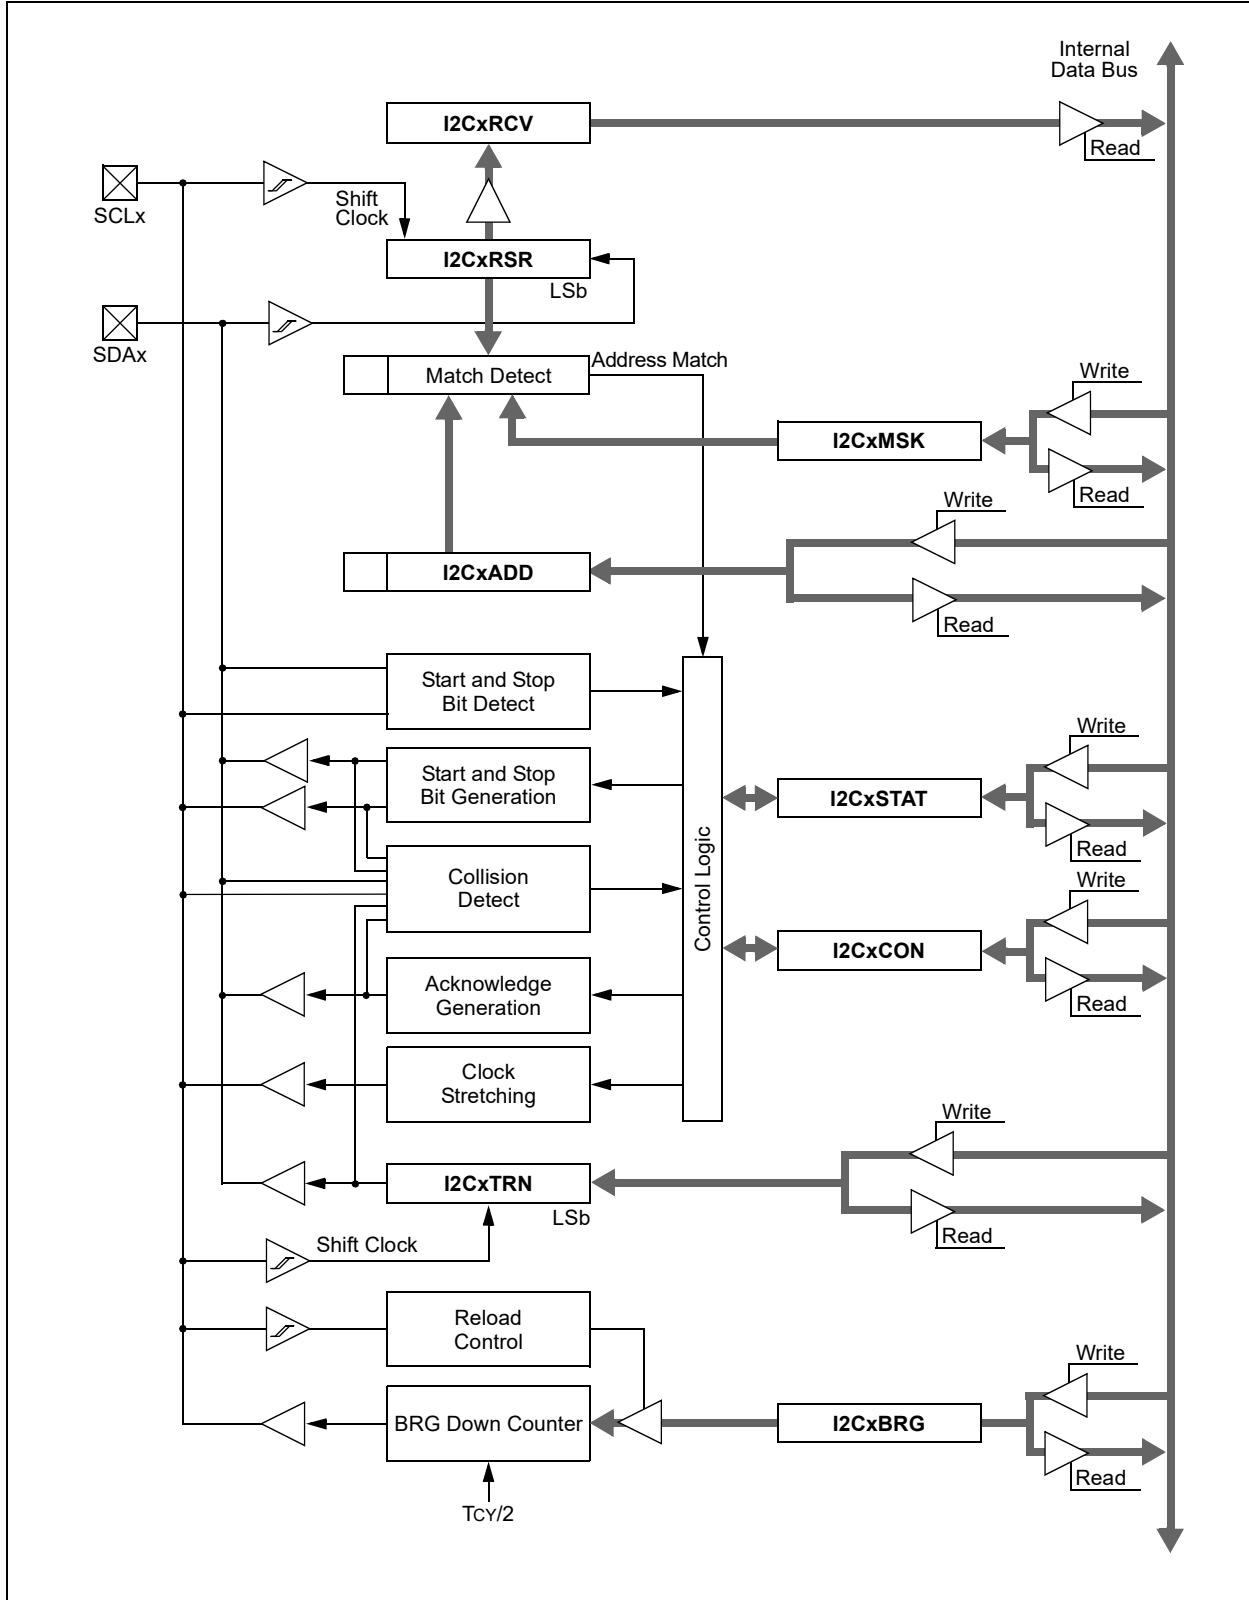 Internal
Data Bus
I2CxRCV
Read
SCLx
Shift
Clock
I2CxRSR
LSb
SDAx
Match Detect
Address Match
Write
I2CxMSK
Read
Write
I2CxADD
Read
Start and Stop
Bit Detect
Write
Start and Stop
Bit Generation
I2CxSTAT
Read
Control Logic
Collision
Detect
Write
I2CxCON
Read
Acknowledge
Generation
Clock
Stretching
Write
I2CxTRN
LSb
Read
Shift Clock
Reload
Control
Write
BRG Down Counter
I2CxBRG
Read
TCY/2